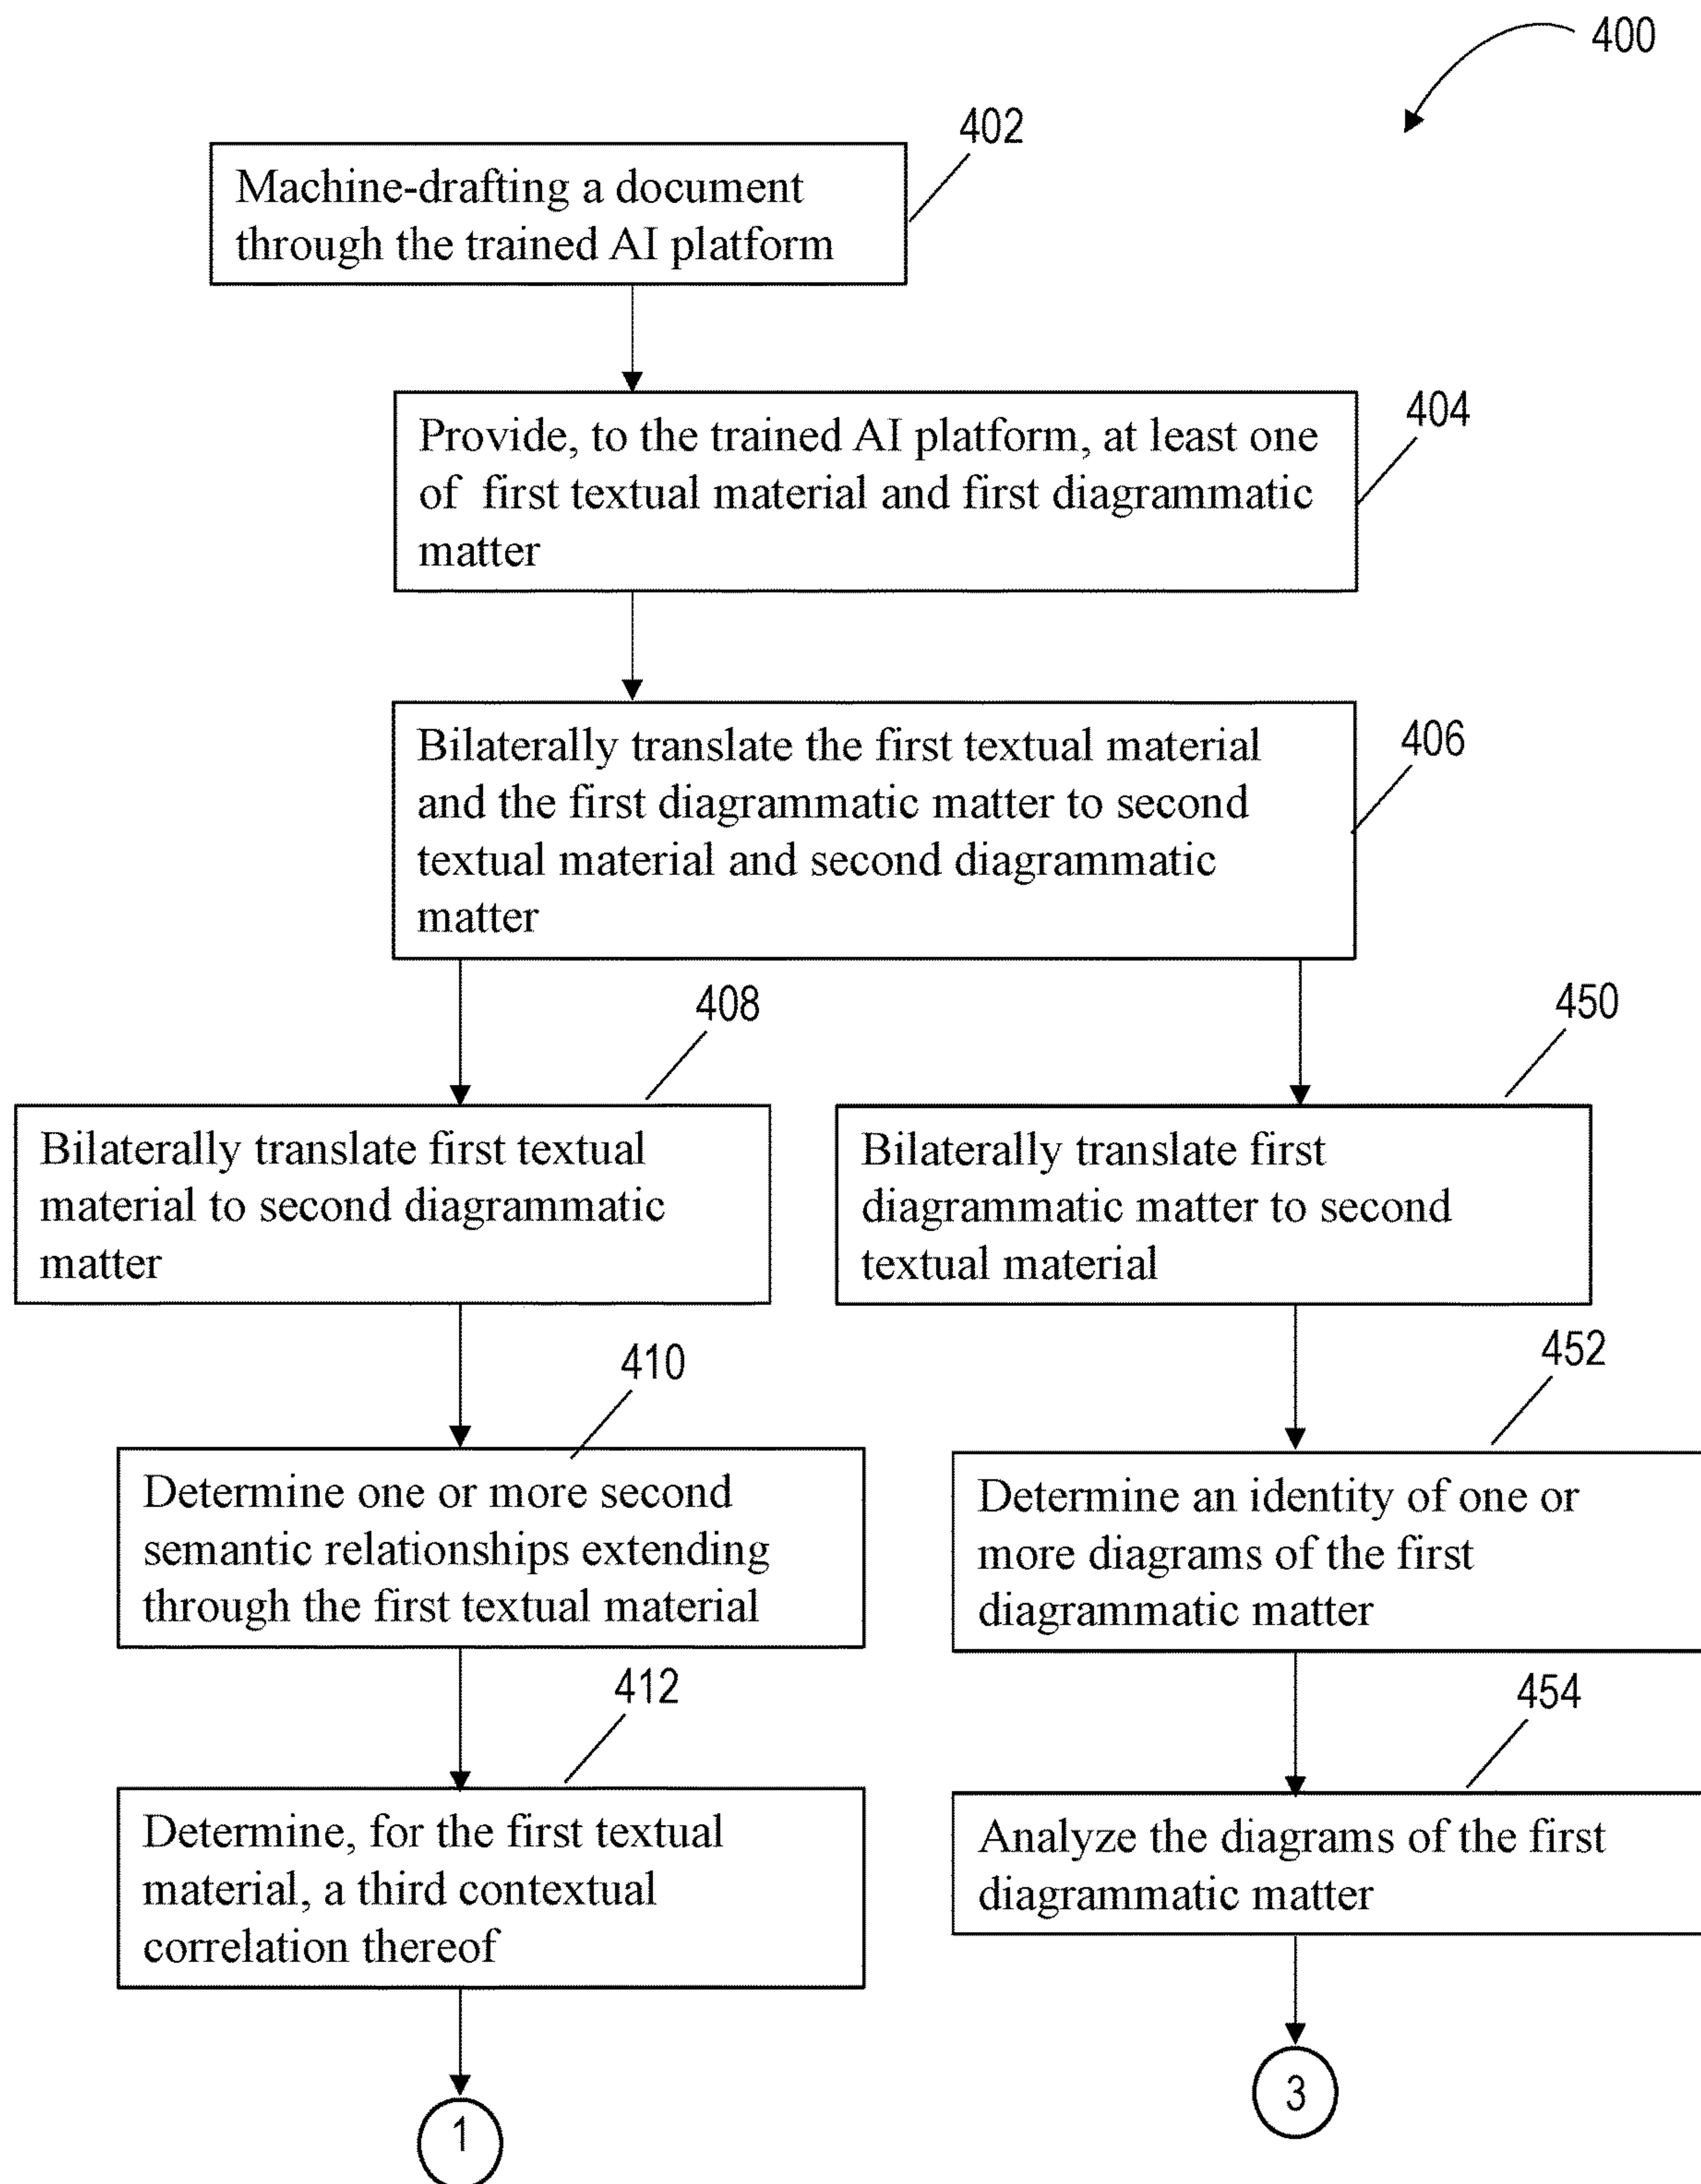 400
402
Machine-drafting a document
through the trained AI platform
404
Provide, to the trained AI platform, at least one
of first textual material and first diagrammatic
matter
406
Bilaterally translate the first textual material
and the first diagrammatic matter to second
textual material and second diagrammatic
matter
408
Bilaterally translate first textual
material to second diagrammatic
matter
450
Bilaterally translate first
diagrammatic matter to second
textual material
410
Determine one or more second
semantic relationships extending
through the first textual material
452
Determine an identity of one or
more diagrams of the first
diagrammatic matter
412
Determine, for the first textual
material, a third contextual
correlation thereof
454
Analyze the diagrams of the first
diagrammatic matter
1
3